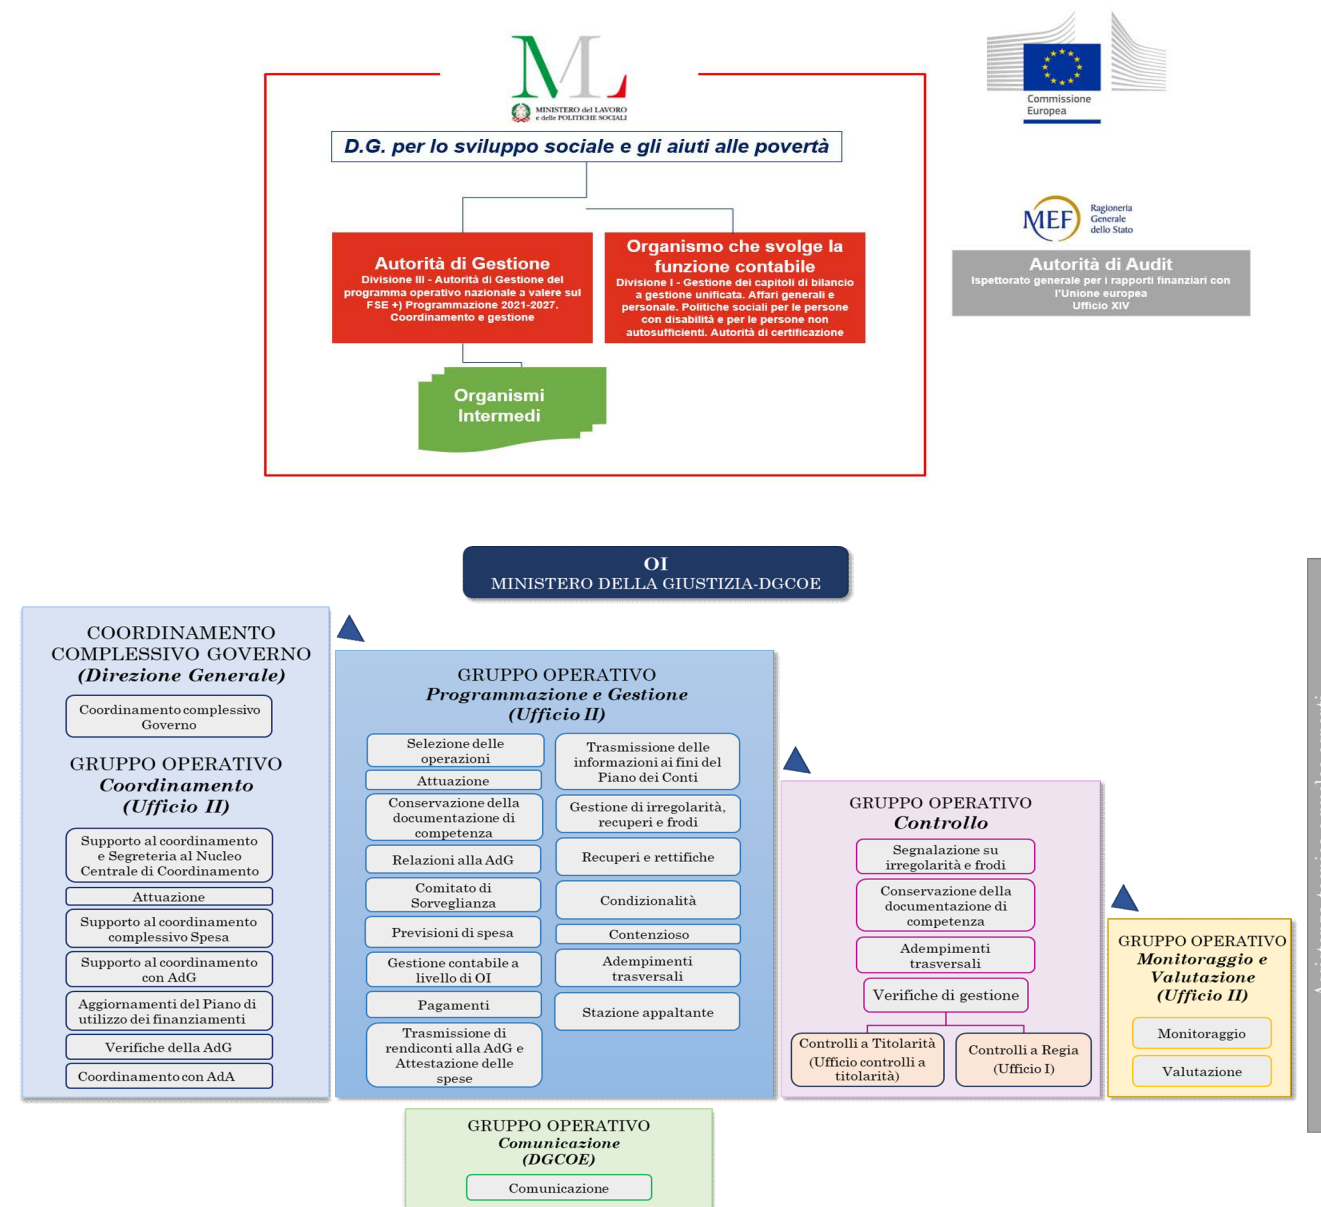 ML
MINISTERO del LAVORO
e delle POLITICHE SOCIALI
Commissione
Europea
D.G. per lo sviluppo sociale e gli aiuti alle povertà
MEF
Ragioneria
Generale
dello Stato
Autorità di Gestione
Divisione III - Autorità di Gestione del
programma operativo nazionale a valere sul
FSE +) Programmazione 2021-2027.
Coordinamento e gestione
Organismo che svolge la
funzione contabile
Divisione I - Gestione dei capitoli di bilancio
a gestione unificata. Affari generali e
personale. Politiche sociali per le persone
con disabilità e per le persone non
autosufficienti. Autorità di certificazione
Autorità di Audit
Ispettorato generale per i rapporti finanziari con
l'Unione europea
Ufficio XIV
Organismi
Intermedi
OI
MINISTERO DELLA GIUSTIZIA-DGCOE
COORDINAMENTO
COMPLESSIVO GOVERNO
(Direzione Generale)
Coordinamento complessivo
Governo
GRUPPO OPERATIVO
Coordinamento
(Ufficio II)
Supporto al coordinamento
e Segreteria al Nucleo
Centrale di Coordinamento
Attuazione
Supporto al coordinamento
complessivo Spesa
Supporto al coordinamento
con AdG
Aggiornamenti del Piano di
utilizzo dei finanziamenti
Verifiche della AdG
Coordinamento con AdA
GRUPPO OPERATIVO
Programmazione e Gestione
(Ufficio II)
Selezione delle
operazioni
Attuazione
Conservazione della
documentazione di
competenza
Relazioni alla AdG
Comitato di
Sorveglianza
Previsioni di spesa
Gestione contabile a
livello di OI
Pagamenti
Trasmissione di
rendiconti alla AdG e
Attestazione delle
spese
Trasmissione delle
informazioni ai fini del
Piano dei Conti
Gestione di irregolarità,
recuperi e frodi
Recuperi e rettifiche
Condizionalità
Contenzioso
Adempimenti
trasversali
Stazione appaltante
GRUPPO OPERATIVO
Controllo
Segnalazione su
irregolarità e frodi
Conservazione della
documentazione di
competenza
Adempimenti
trasversali
Verifiche di gestione
Controlli a Titolarità
(Ufficio controlli a
titolarità)
Controlli a Regia
(Ufficio I)
GRUPPO OPERATIVO
Monitoraggio e
Valutazione
(Ufficio II)
Monitoraggio
Valutazione
GRUPPO OPERATIVO
Comunicazione
(DGCOE)
Comunicazione